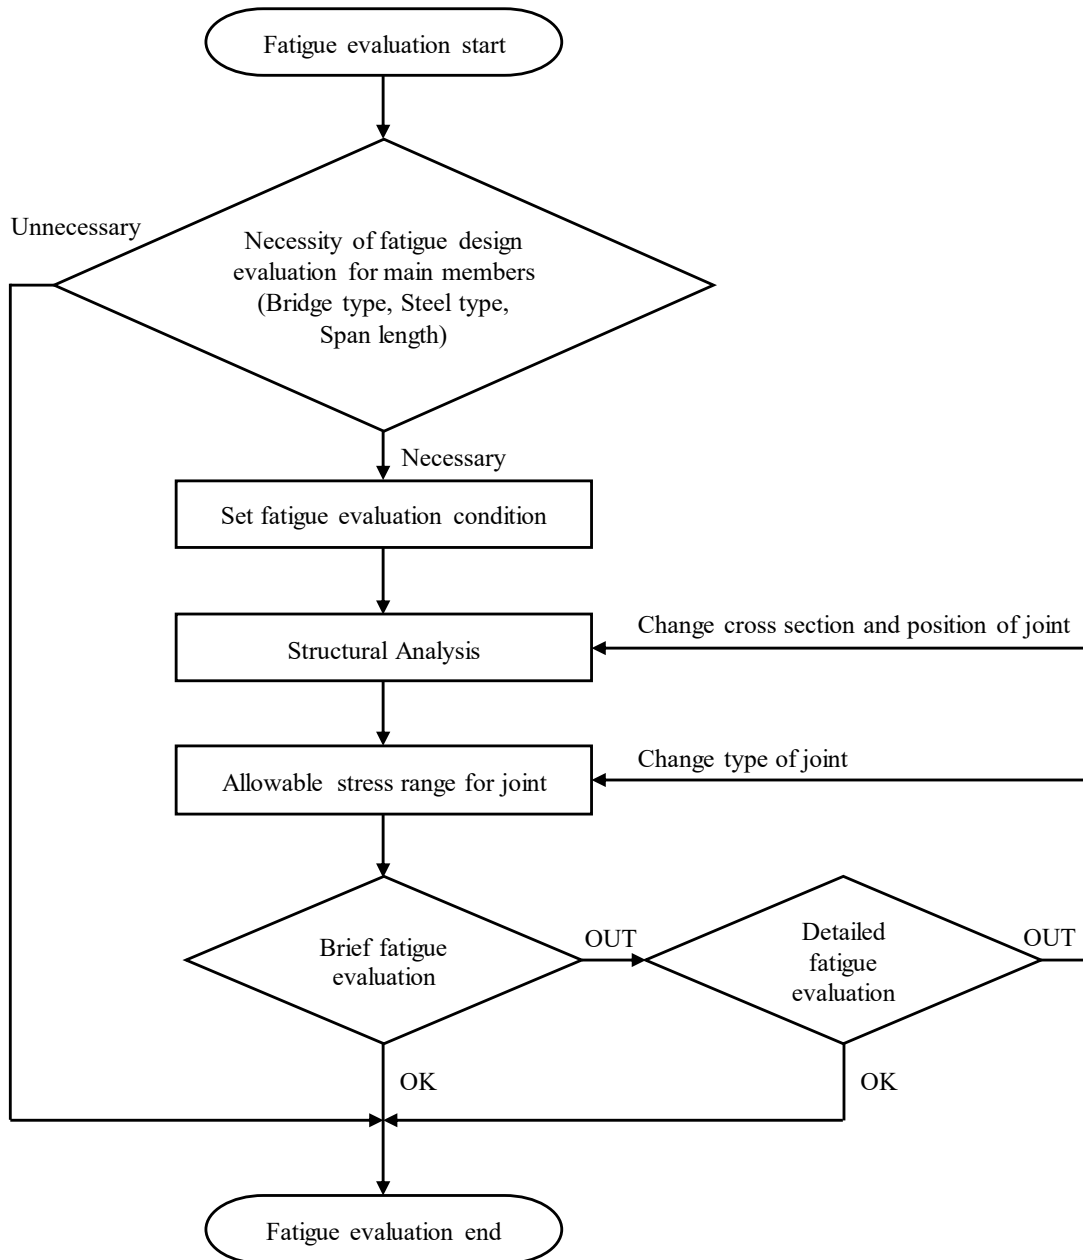 Fatigue evaluation start
Unnecessary
Necessity of fatigue design
evaluation for main members
(Bridge type, Steel type,
Span length)
Necessary
Set fatigue evaluation condition
Change cross section and position of joint
Structural Analysis
Change type of joint
Allowable stress range for joint
Brief fatigue
evaluation
OUT
Detailed
fatigue
evaluation
OUT
OK
OK
Fatigue evaluation end